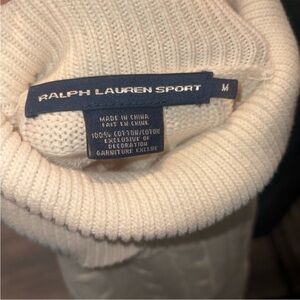 RALPH LAUREN SPORT
M
MADE IN CHINA
FAIT EN CHINE
100% COTTON/COTON
EXCLUSIVE OF
DECORATION
GARNITURE EXCLUE